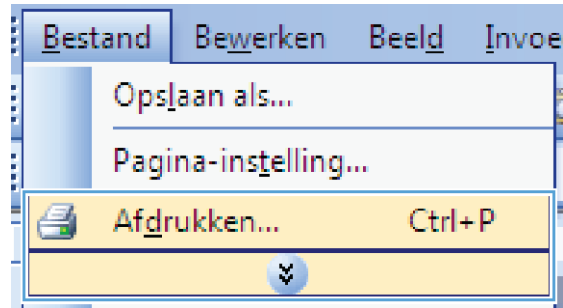 Bestand Bewerken Beeld Invoe
Opslaan als...
Pagina-instelling...
Afdrukken... Ctrl+P